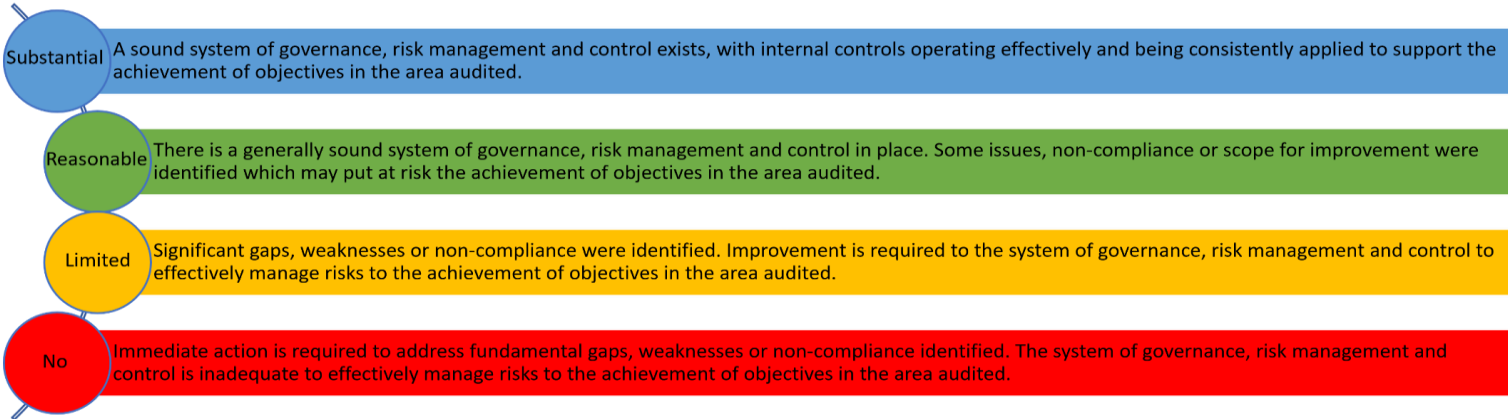 Substantial
A sound system of governance, risk management and control exists, with internal controls operating effectively and being consistently applied to support the
achievement of objectives in the area audited.
Reasonable
There is a generally sound system of governance, risk management and control in place. Some issues, non-compliance or scope for improvement were
identified which may put at risk the achievement of objectives in the area audited.
Limited
Significant gaps, weaknesses or non-compliance were identified. Improvement is required to the system of governance, risk management and control to
effectively manage risks to the achievement of objectives in the area audited.
No
Immediate action is required to address fundamental gaps, weaknesses or non-compliance identified. The system of governance, risk management and
control is inadequate to effectively manage risks to the achievement of objectives in the area audited.